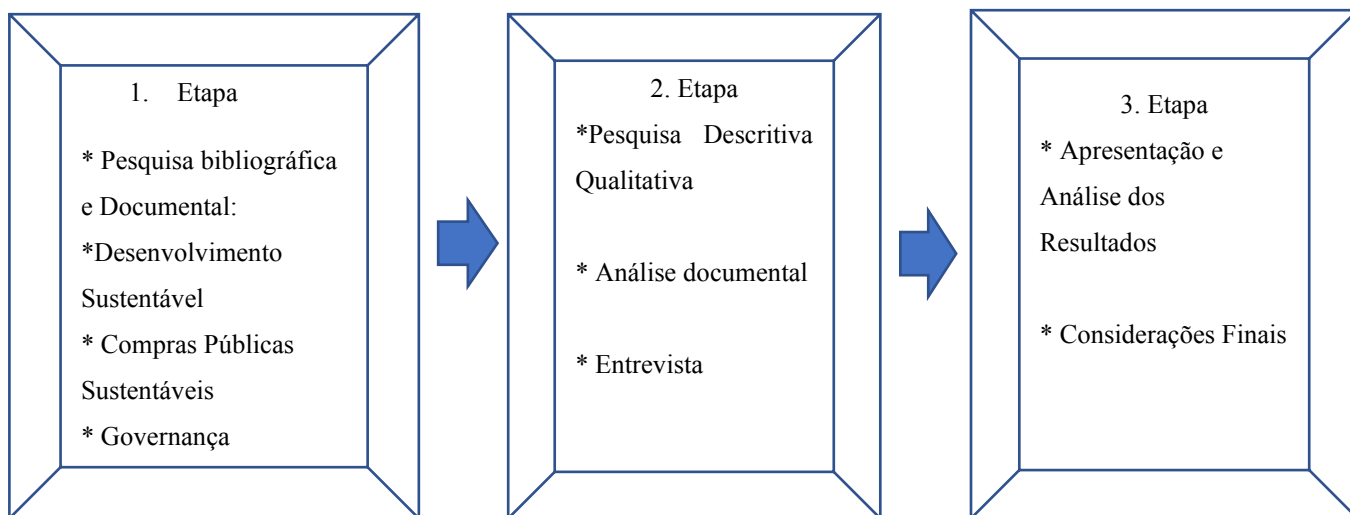 1. Etapa
* Pesquisa bibliográfica
e Documental:
*Desenvolvimento
Sustentável
* Compras Públicas
Sustentáveis
* Governança
2. Etapa
*Pesquisa Descritiva
Qualitativa
* Análise documental
* Entrevista
3. Etapa
* Apresentação e
Análise dos
Resultados
* Considerações Finais